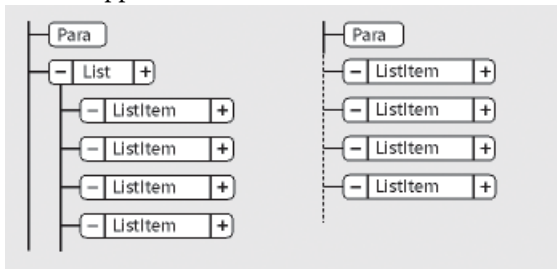 Para Para
− List + − ListItem +
− ListItem + − ListItem +
− ListItem + − ListItem +
− ListItem + − ListItem +
− ListItem +